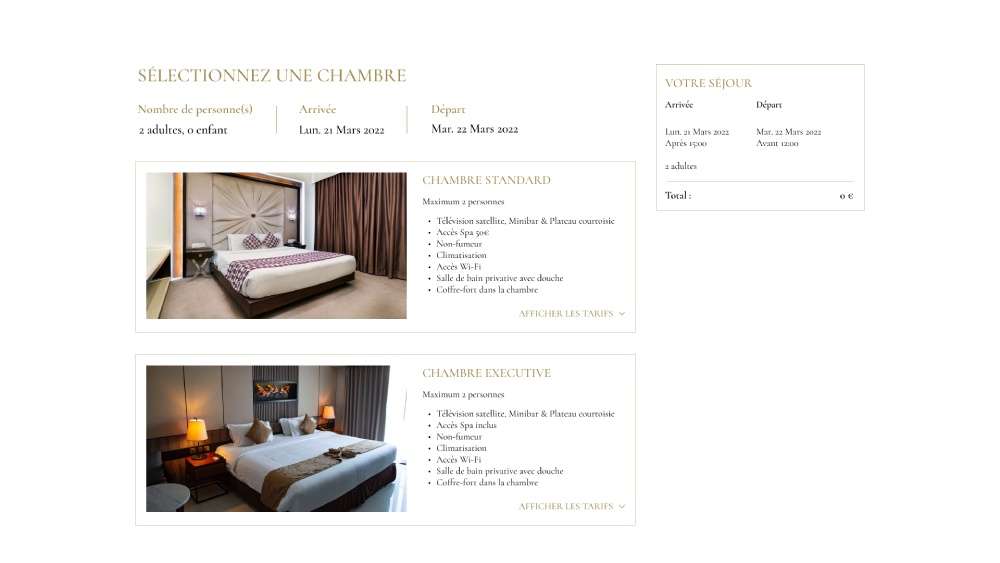 SÉLECTIONNEZ UNE CHAMBRE
Nombre de personne(s)
2 adultes, 0 enfant
Arrivée
Lun. 21 Mars 2022
Départ
Mar. 22 Mars 2022
CHAMBRE STANDARD
Maximum 2 personnes
• Télévision satellite, Minibar & Plateau courtoisie
• Accès Spa 50€
• Non-fumeur
• Climatisation
• Accès Wi-Fi
• Salle de bain privative avec douche
• Coffre-fort dans la chambre
AFFICHER LES TARIFS
CHAMBRE EXECUTIVE
Maximum 2 personnes
• Télévision satellite, Minibar & Plateau courtoisie
• Accès Spa inclus
• Non-fumeur
• Climatisation
• Accès Wi-Fi
• Salle de bain privative avec douche
• Coffre-fort dans la chambre
AFFICHER LES TARIFS
VOTRE SÉJOUR
Arrivée Départ
Lun. 21 Mars 2022 Mar. 22 Mars 2022
Après 15:00 Avant 12:00
2 adultes
Total : 0 €